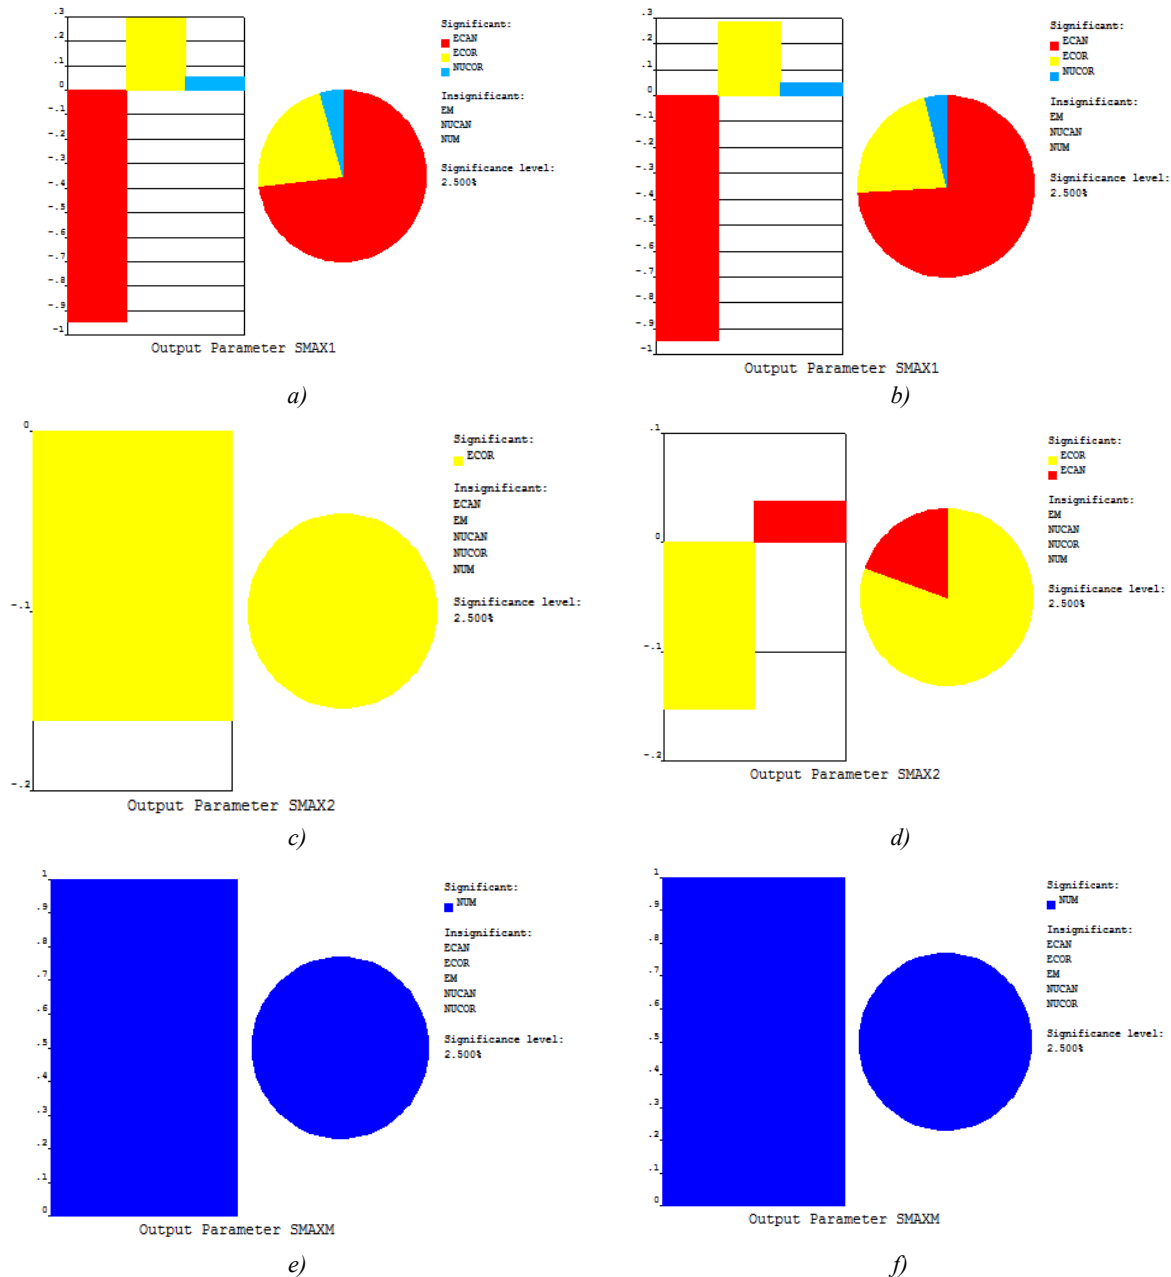 .3
.2
.1
0
-.1
-.2
-.3
-.4
-.5
-.6
-.7
-.8
-.9
-1
Significant:
ECAN
ECOR
NUCOR
Insignificant:
EM
NUCAN
NUM
Significance level:
2.500%
Output Parameter SMAX1
a)
.3
.2
.1
0
-.1
-.2
-.3
-.4
-.5
-.6
-.7
-.8
-.9
-1
Significant:
ECAN
ECOR
NUCOR
Insignificant:
EM
NUCAN
NUM
Significance level:
2.500%
Output Parameter SMAX1
b)
0
-.1
-.2
Significant:
ECOR
Insignificant:
ECAN
EM
NUCAN
NUCOR
NUM
Significance level:
2.500%
Output Parameter SMAX2
c)
.1
0
-.1
-.2
Significant:
ECOR
ECAN
Insignificant:
EM
NUCAN
NUCOR
NUM
Significance level:
2.500%
Output Parameter SMAX2
d)
1
.9
.8
.7
.6
.5
.4
.3
.2
.1
0
Significant:
NUM
Insignificant:
ECAN
ECOR
EM
NUCAN
NUCOR
Significance level:
2.500%
Output Parameter SMAXM
e)
1
.9
.8
.7
.6
.5
.4
.3
.2
.1
0
Significant:
NUM
Insignificant:
ECAN
ECOR
EM
NUCAN
NUCOR
Significance level:
2.500%
Output Parameter SMAXM
f)